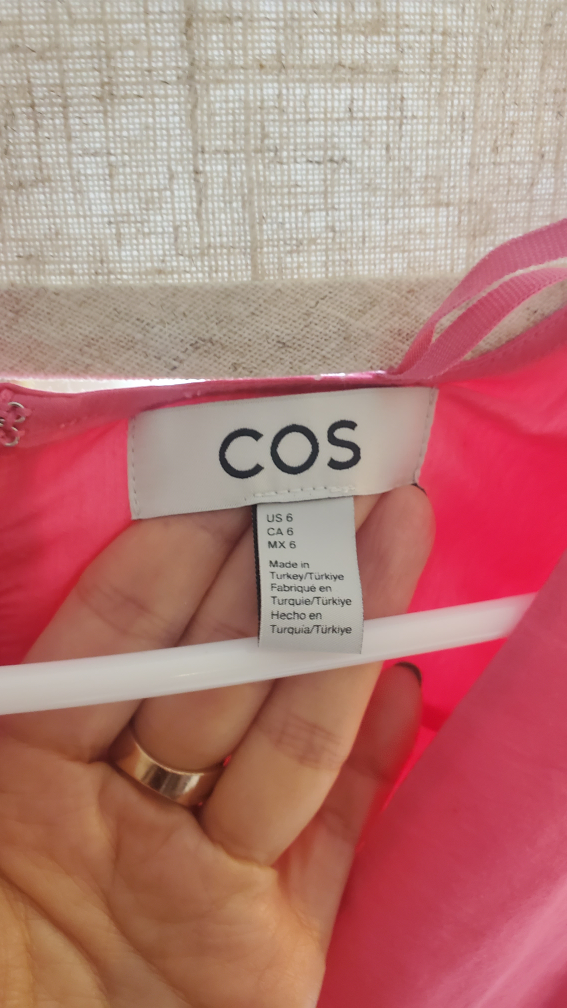 COS
US 6
CA 6
MX 6
Made in
Turkey/Türkiye
Fabriqué en
Turquie/Türkiye
Hecho en
Turquía/Türkiye